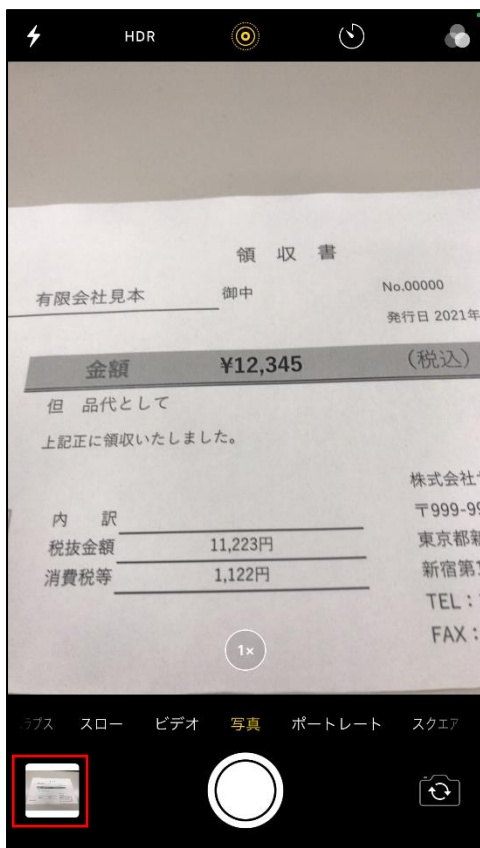 HDR
領 収 書
有限会社見本 御中 No.00000
発行日 2021年
金額 ¥12,345 (税込)
但 品代として
上記正に領収いたしました。
株式会社
内 訳 〒999-99
税抜金額 11,223円 東京都新
消費税等 1,122円 新宿第
TEL：
FAX：
1×
ラプス スロー ビデオ 写真 ポートレート スクエア